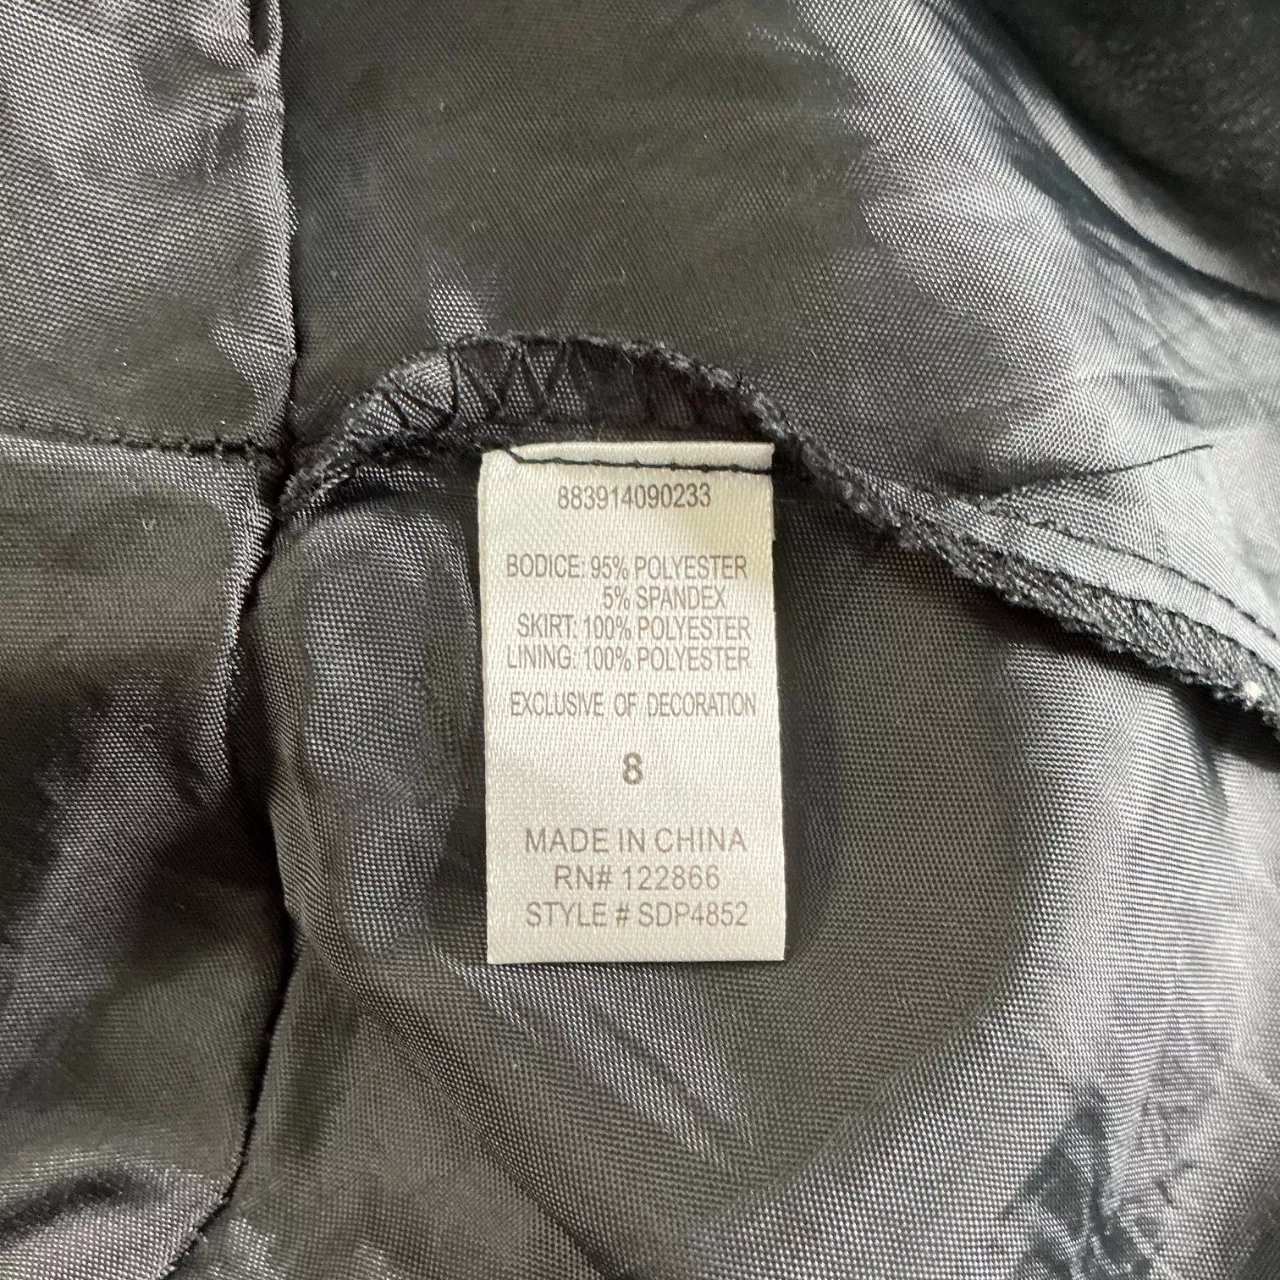 883914090233
BODICE: 95% POLYESTER
5% SPANDEX
SKIRT: 100% POLYESTER
LINING: 100% POLYESTER
EXCLUSIVE OF DECORATION
8
MADE IN CHINA
RN# 122866
STYLE # SDP4852